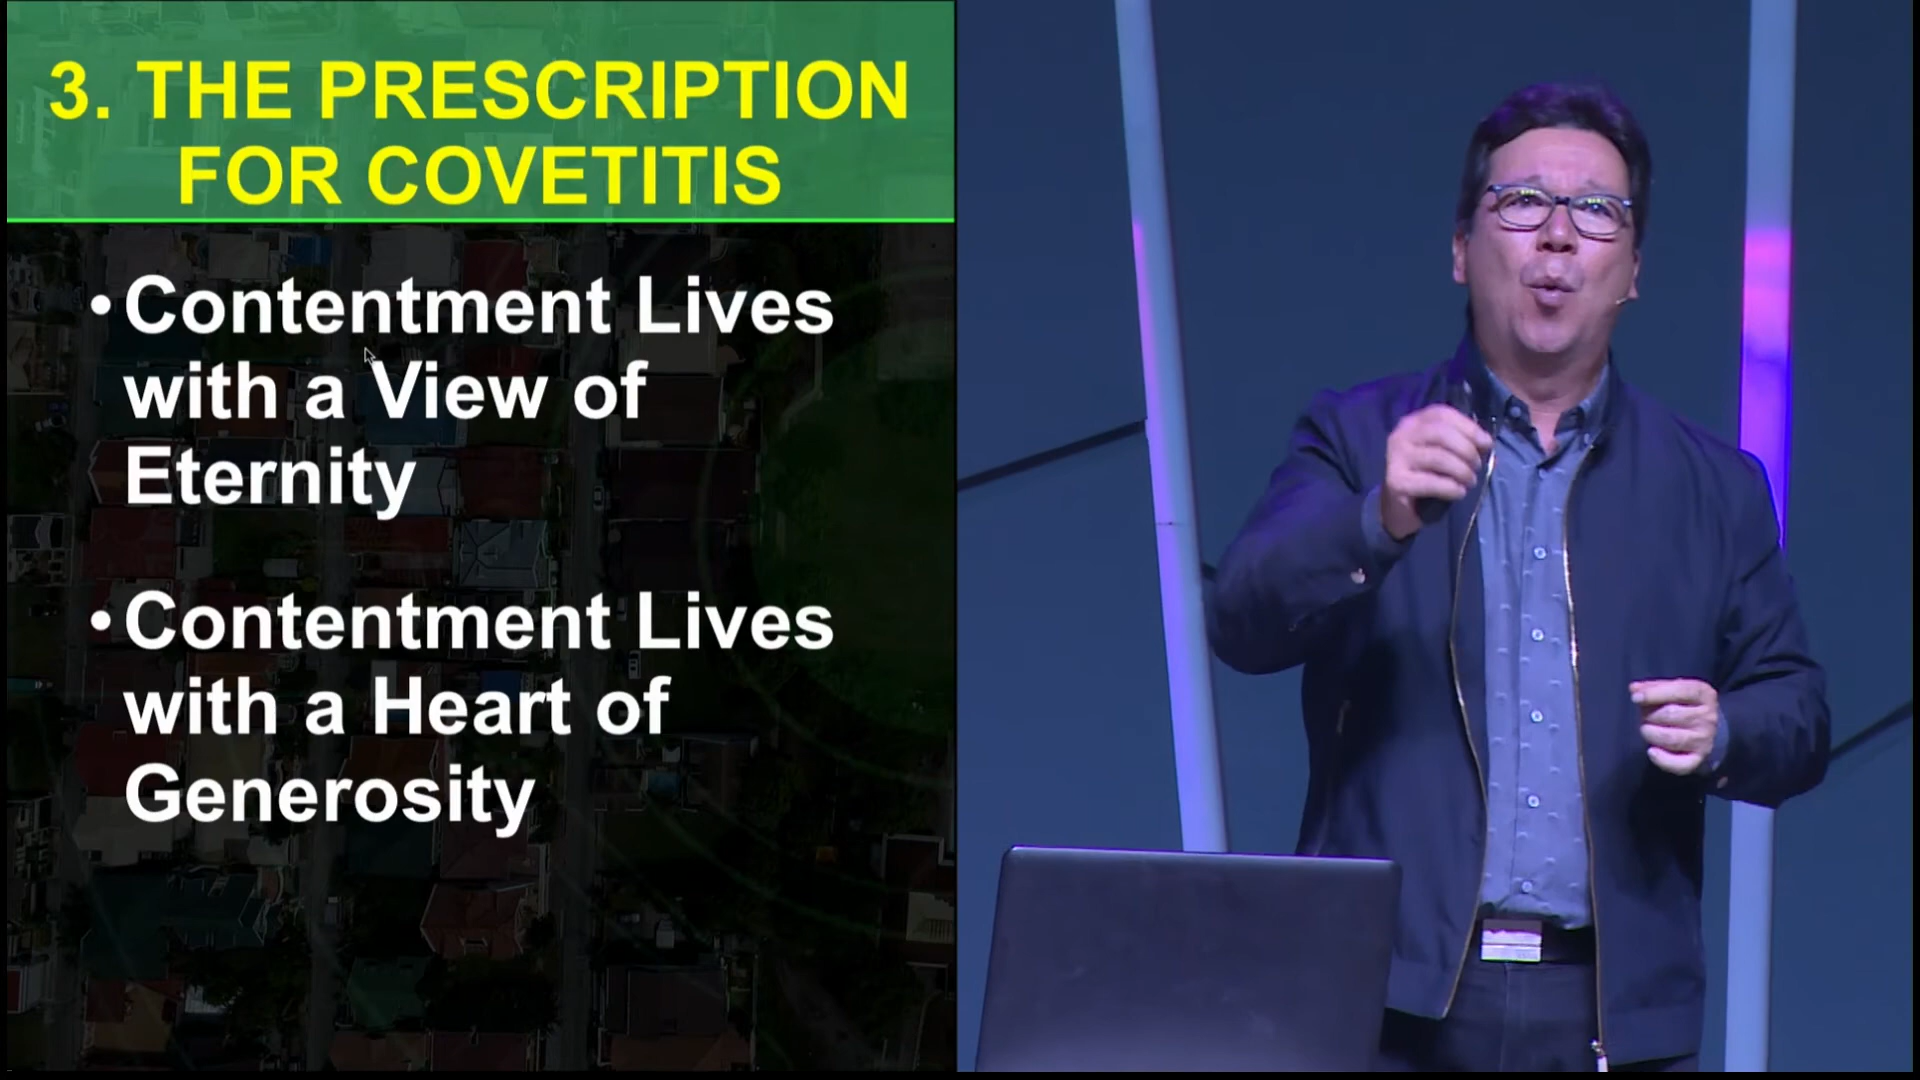 3. THE PRESCRIPTION
FOR COVETITIS
•Contentment Lives
with a View of
Eternity
•Contentment Lives
with a Heart of
Generosity